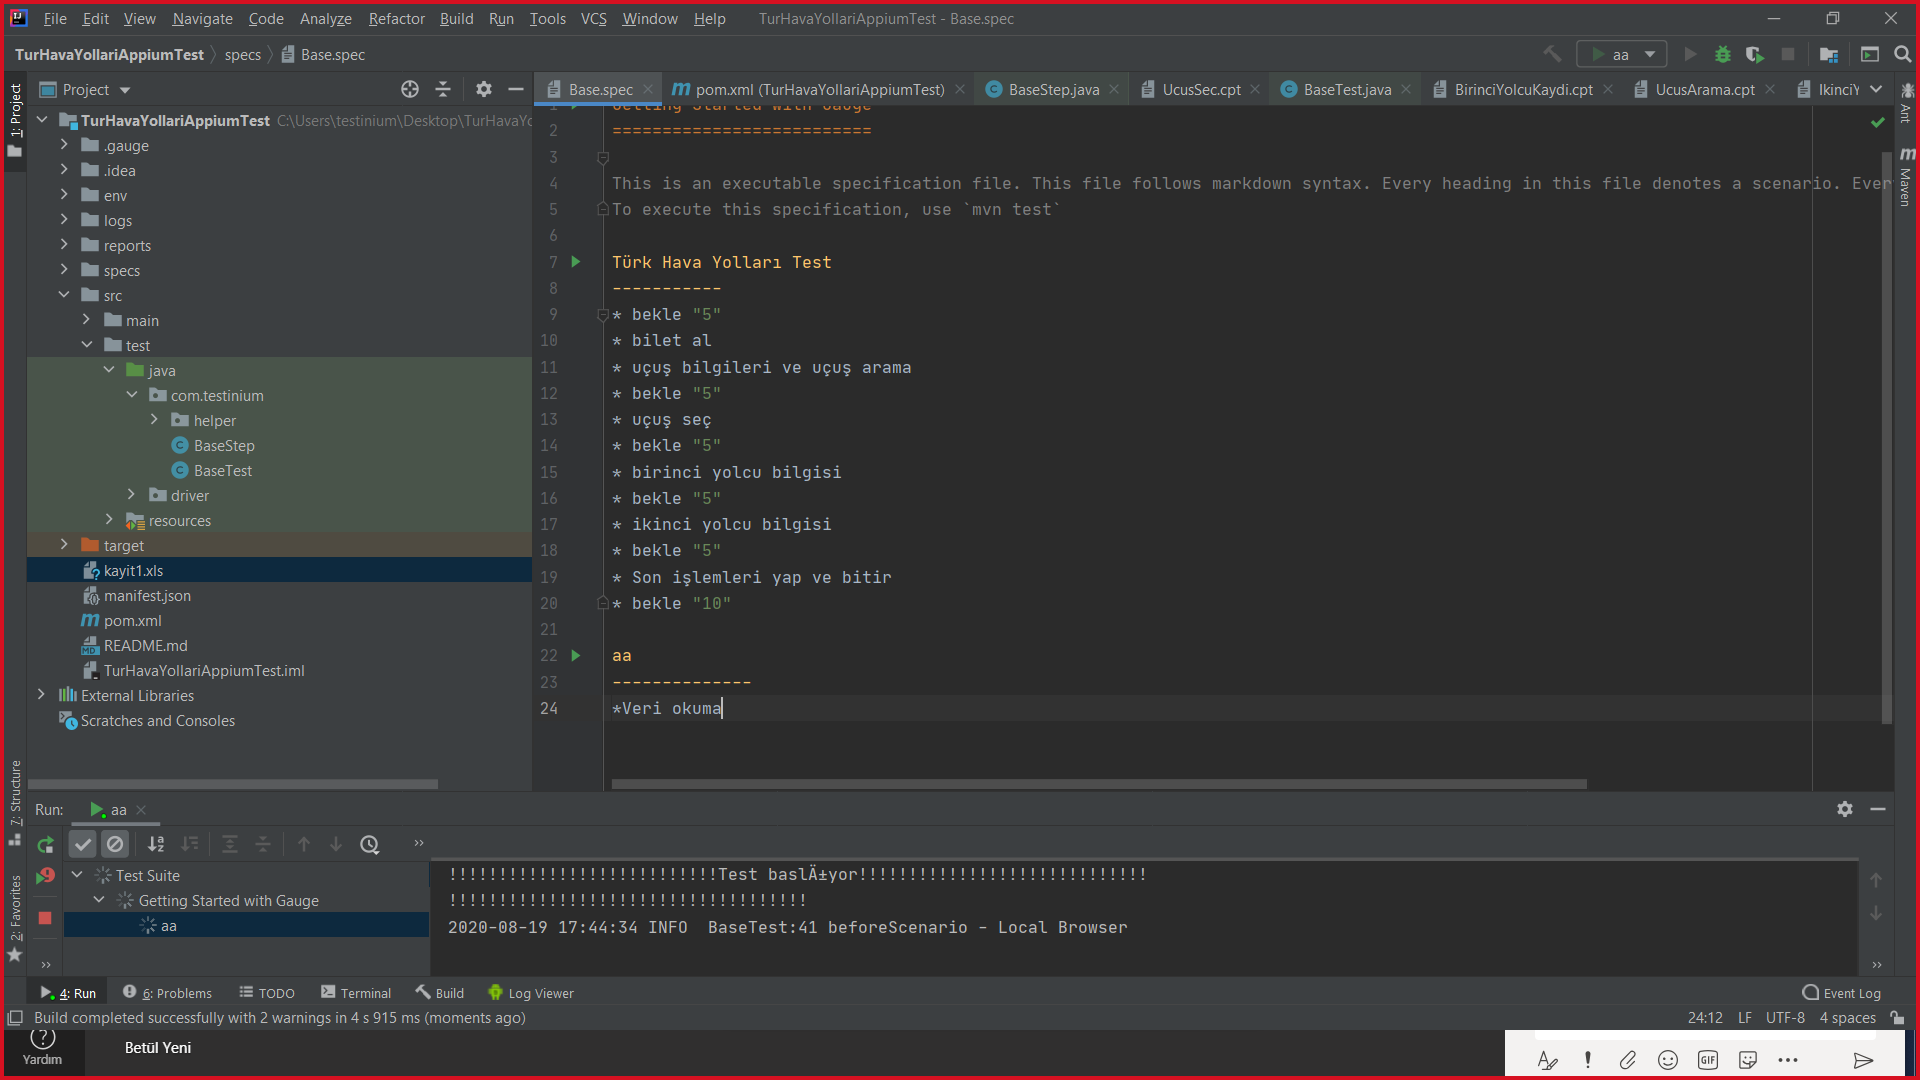 File Edit View Navigate Code Analyze Refactor Build Run Tools VCS Window Help TurHavaYollariAppiumTest - Base.spec
TurHavaYollariAppiumTest specs Base.spec
aa
1: Project
Project
Base.spec
pom.xml (TurHavaYollariAppiumTest)
BaseStep.java
UcusSec.cpt
BaseTest.java
BirinciYolcuKaydi.cpt
UcusArama.cpt
IkinciY
TurHavaYollariAppiumTest C:\Users\testinium\Desktop\TurHavaYo
.gauge
.idea
env
logs
reports
specs
src
main
test
java
com.testinium
helper
BaseStep
BaseTest
driver
resources
target
kayit1.xls
manifest.json
pom.xml
README.md
TurHavaYollariAppiumTest.iml
External Libraries
Scratches and Consoles
1 Getting Started with Gauge
2 ==========================
3
4 This is an executable specification file. This file follows markdown syntax. Every heading in this file denotes a scenario. Ever
5 To execute this specification, use `mvn test`
6
7 Türk Hava Yolları Test
8 -----------
9 * bekle "5"
10 * bilet al
11 * uçuş bilgileri ve uçuş arama
12 * bekle "5"
13 * uçuş seç
14 * bekle "5"
15 * birinci yolcu bilgisi
16 * bekle "5"
17 * ikinci yolcu bilgisi
18 * bekle "5"
19 * Son işlemleri yap ve bitir
20 * bekle "10"
21
22 aa
23 --------------
24 *Veri okuma
Ant
Maven
7: Structure
2: Favorites
Run: aa
Test Suite
Getting Started with Gauge
aa
!!!!!!!!!!!!!!!!!!!!!!!!!!!Test baslÄ±yor!!!!!!!!!!!!!!!!!!!!!!!!!!!!!
!!!!!!!!!!!!!!!!!!!!!!!!!!!!!!!!!!!!
2020-08-19 17:44:34 INFO  BaseTest:41 beforeScenario - Local Browser
4: Run 6: Problems TODO Terminal Build Log Viewer Event Log
Build completed successfully with 2 warnings in 4 s 915 ms (moments ago) 24:12 LF UTF-8 4 spaces
Yardım
Betül Yeni
GIF